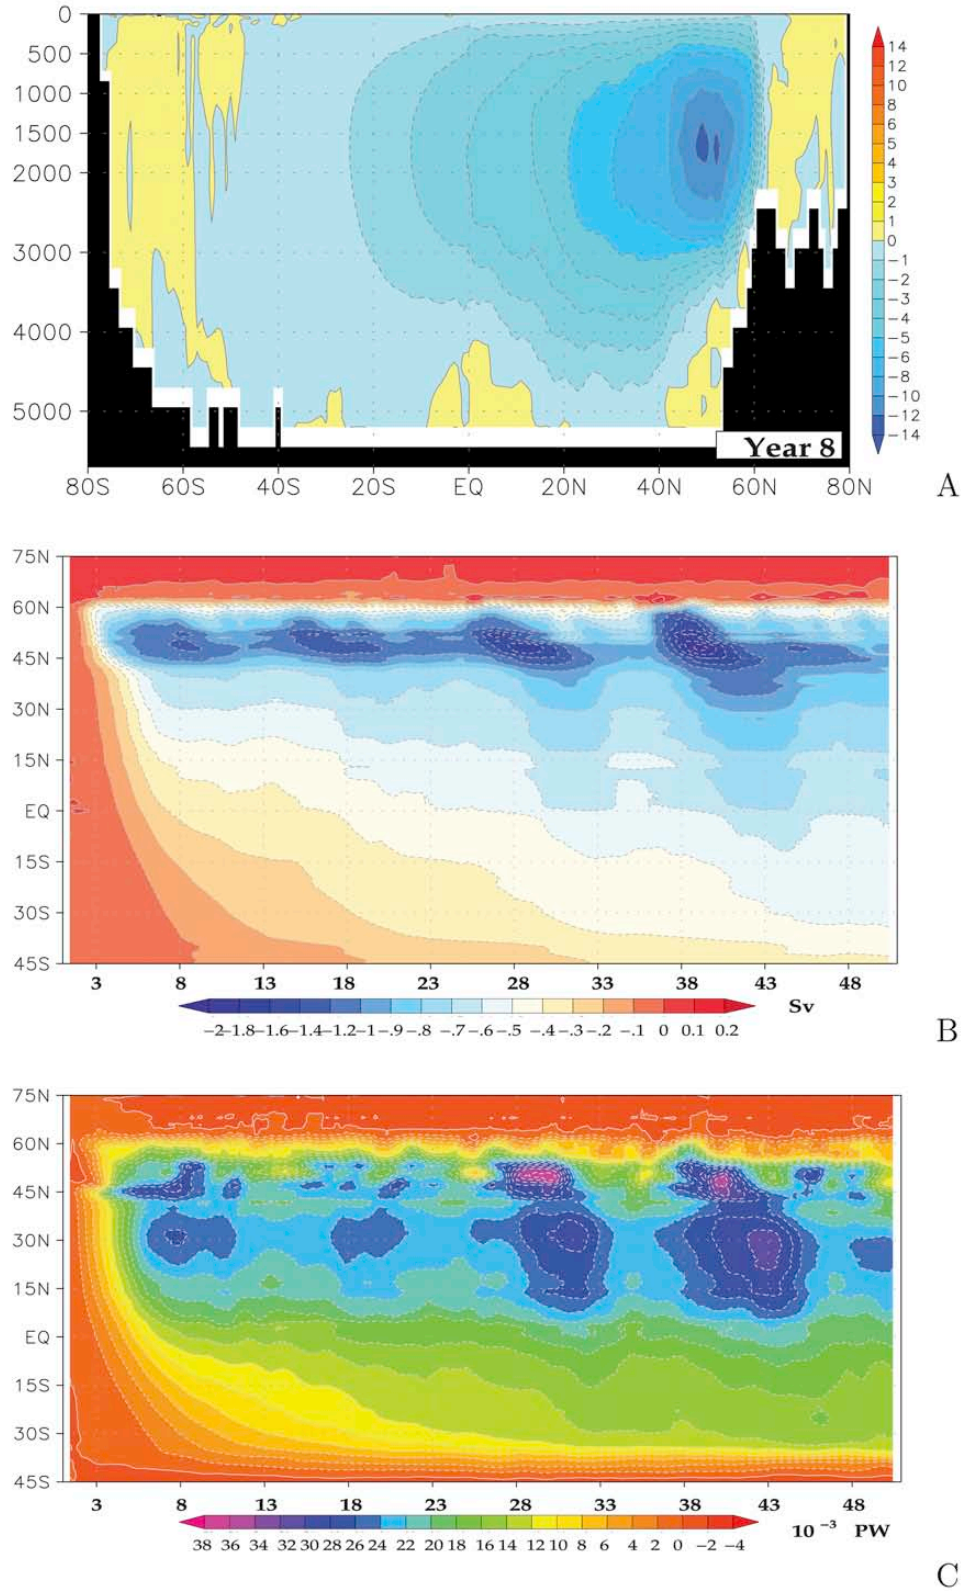 0
500
1000
1500
2000
3000
4000
5000
80S 60S 40S 20S EQ 20N 40N 60N 80N
Year 8
14
12
10
8
6
5
4
3
2
1
0
−1
−2
−3
−4
−5
−6
−8
−10
−12
−14
A
75N
60N
45N
30N
15N
EQ
15S
30S
45S
3 8 13 18 23 28 33 38 43 48
Sv
−2 −1.8 −1.6 −1.4 −1.2 −1 −.9 −.8 −.7 −.6 −.5 −.4 −.3 −.2 −.1 0 0.1 0.2
B
75N
60N
45N
30N
15N
EQ
15S
30S
45S
3 8 13 18 23 28 33 38 43 48
38 36 34 32 30 28 26 24 22 20 18 16 14 12 10 8 6 4 2 0 −2 −4
10 −3 PW
C